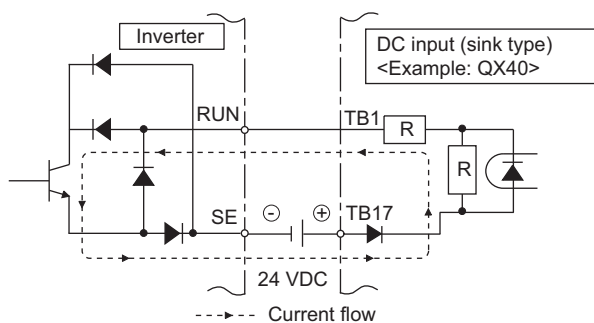 Inverter
DC input (sink type)
<Example: QX40>
RUN
TB1
R
R
SE
⊖
⊕
TB17
24 VDC
Current flow